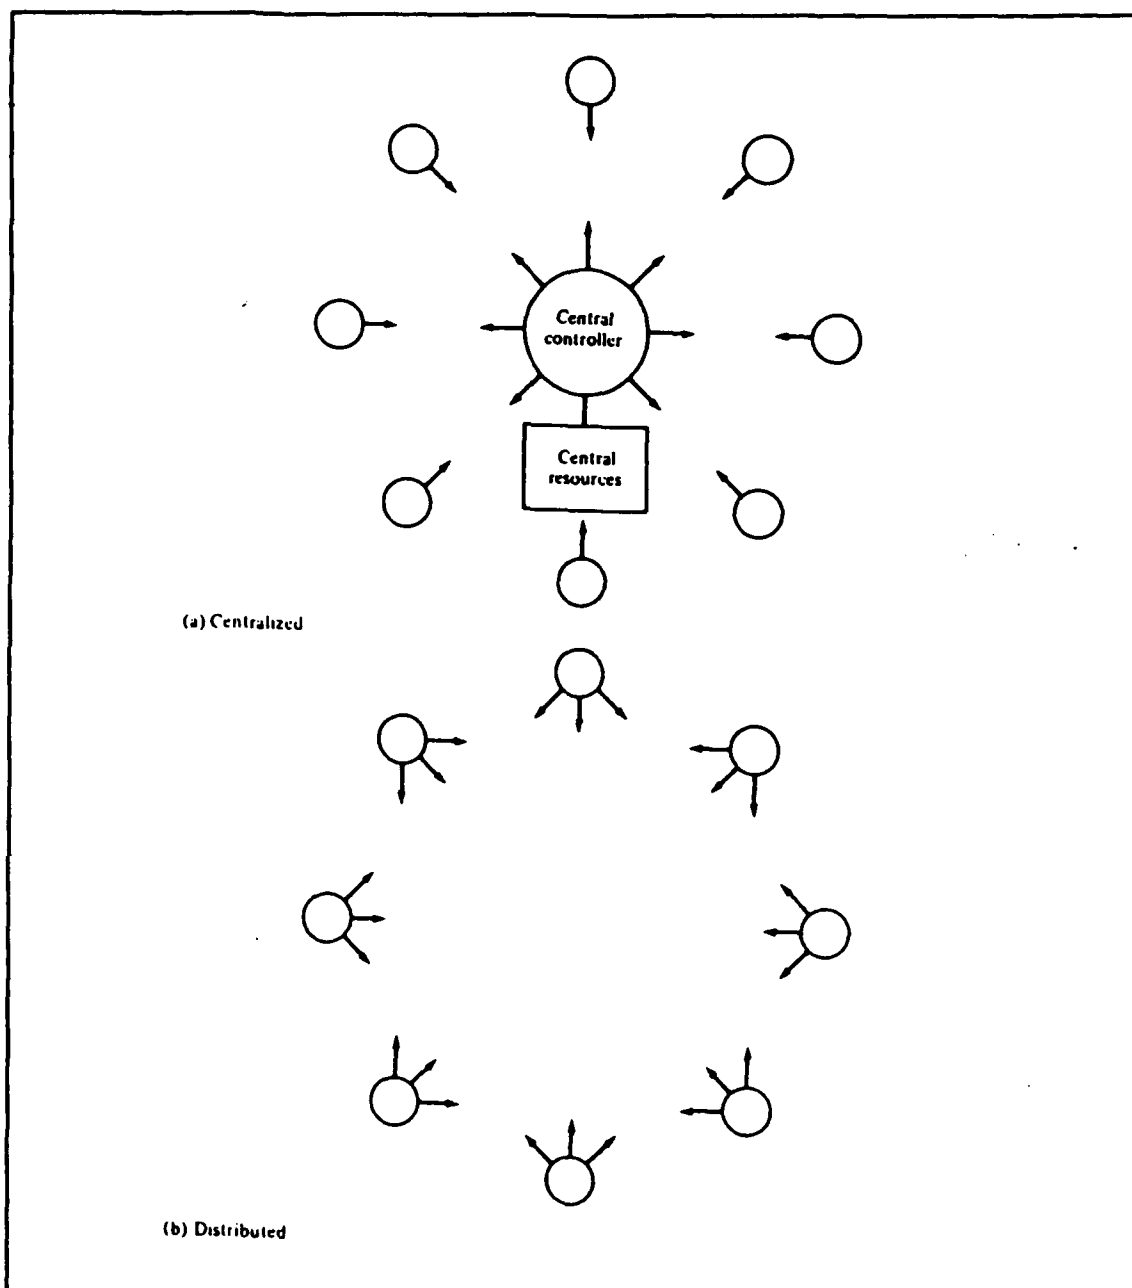 Central
controller
Central
resources
(a) Centralized
(b) Distributed